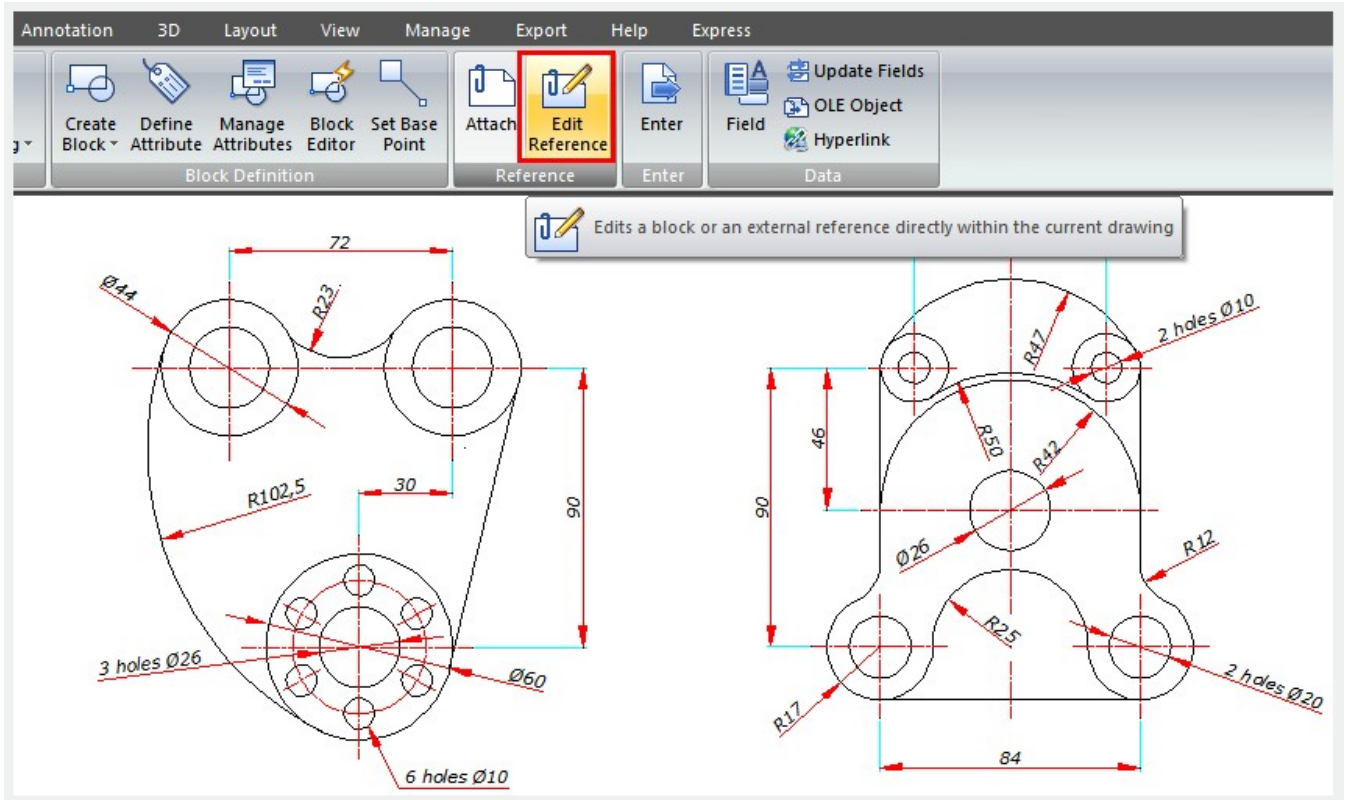 Annotation 3D Layout View Manage Export Help Express
Create Block
Define Attribute
Manage Attributes
Block Editor
Set Base Point
Attach
Edit Reference
Enter
Field
Update Fields
OLE Object
Hyperlink
Block Definition
Reference
Enter
Data
Edits a block or an external reference directly within the current drawing
72
Ø44
R23
R102,5
30
90
3 holes Ø26
Ø60
6 holes Ø10
R47
2 holes Ø10
46
90
R50
R42
Ø26
R12
R25
R17
2 holes Ø20
84